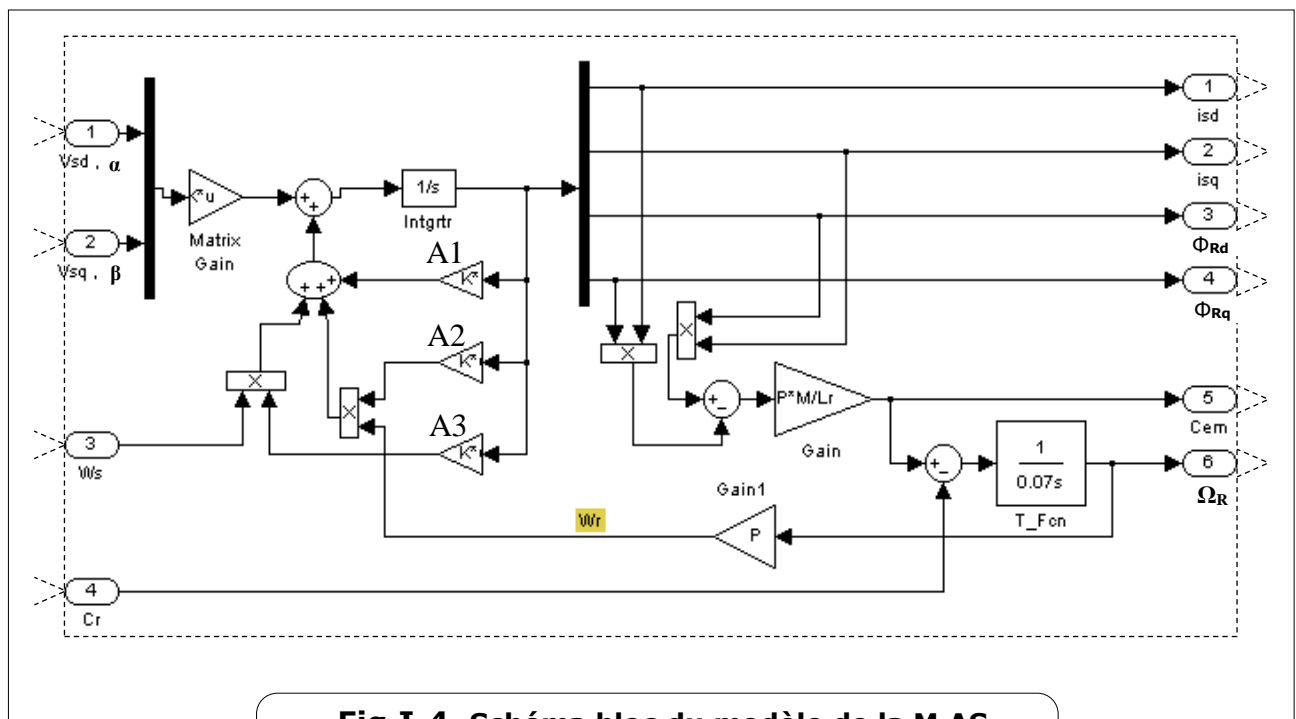 1
Vsd , α
2
Vsq , β
3
Ws
4
Cr
*u
Matrix
Gain
+
+
1/s
Intgrtr
A1
K*
A2
K*
A3
K*
+ + +
×
×
×
×
+
-
P*M/Lr
Gain
+
-
1
0.07s
T_Fcn
Gain1
P
Wr
1
isd
2
isq
3
ΦRd
4
ΦRq
5
Cem
6
ΩR
Fig I-4. Schéma bloc du modèle de la M.AS